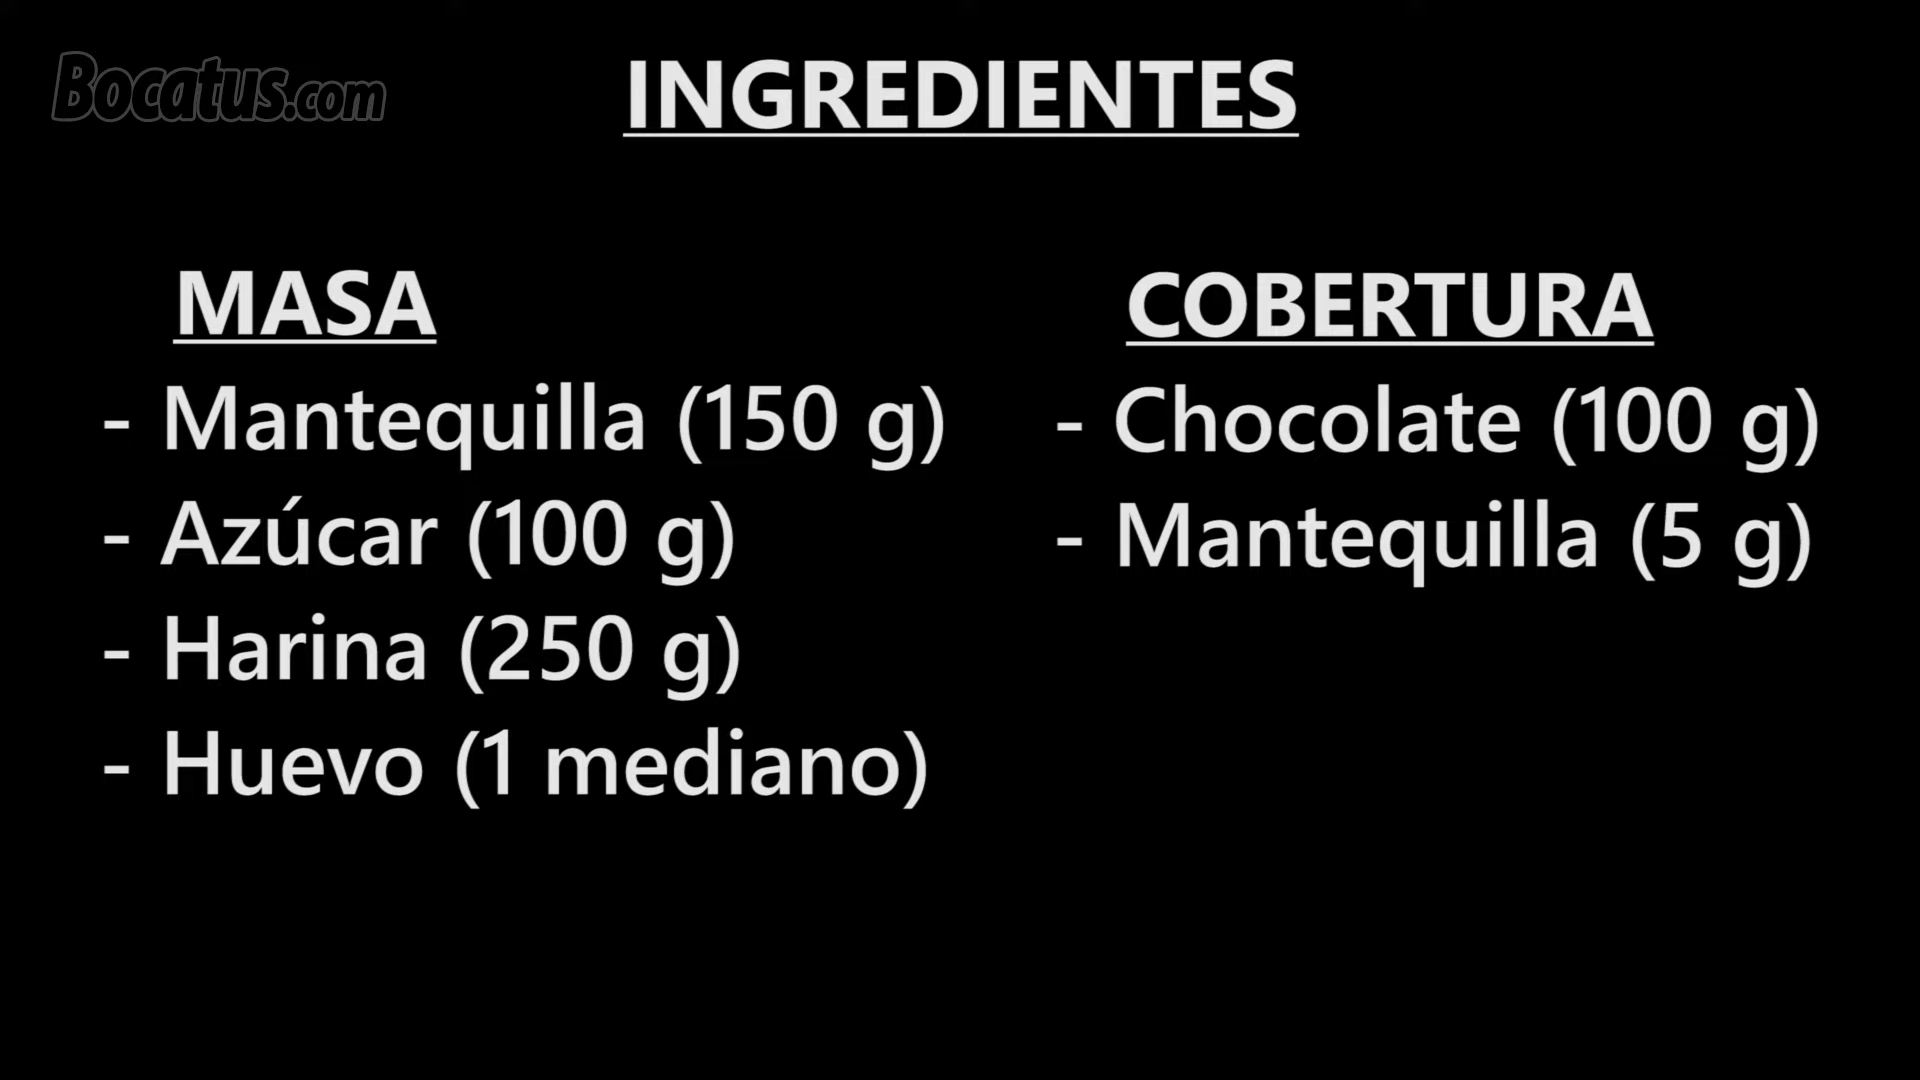 Bocatus.com
INGREDIENTES
MASA
- Mantequilla (150 g)
- Azúcar (100 g)
- Harina (250 g)
- Huevo (1 mediano)
COBERTURA
- Chocolate (100 g)
- Mantequilla (5 g)